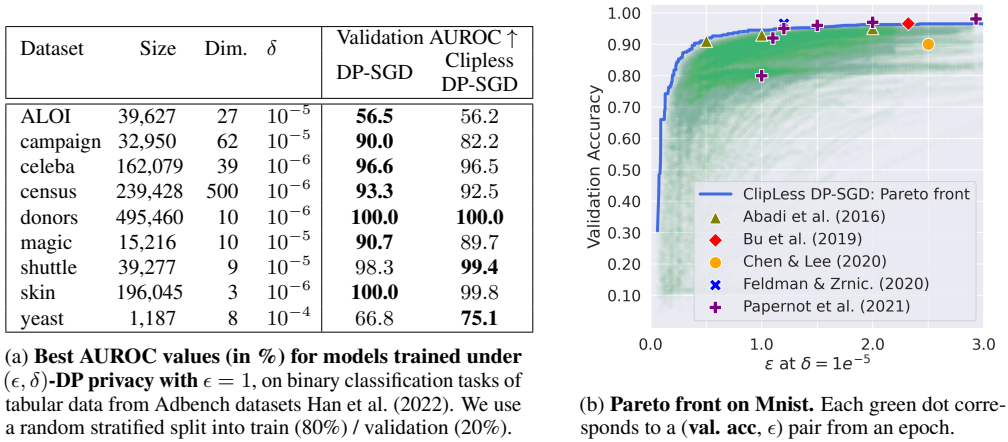 Dataset Size Dim. δ Validation AUROC ↑
DP-SGD Clipless DP-SGD
ALOI 39,627 27 10^{-5} 56.5 56.2
campaign 32,950 62 10^{-5} 90.0 82.2
celeba 162,079 39 10^{-6} 96.6 96.5
census 239,428 500 10^{-6} 93.3 92.5
donors 495,460 10 10^{-6} 100.0 100.0
magic 15,216 10 10^{-5} 90.7 89.7
shuttle 39,277 9 10^{-5} 98.3 99.4
skin 196,045 3 10^{-6} 100.0 99.8
yeast 1,187 8 10^{-4} 66.8 75.1
(a) Best AUROC values (in %) for models trained under
(ϵ, δ)-DP privacy with ϵ = 1, on binary classification tasks of
tabular data from Adbench datasets Han et al. (2022). We use
a random stratified split into train (80%) / validation (20%).
Validation Accuracy
1.00
0.90
0.80
0.70
0.60
0.50
0.40
0.30
0.20
0.10
ClipLess DP-SGD: Pareto front
Abadi et al. (2016)
Bu et al. (2019)
Chen & Lee (2020)
Feldman & Zrnic. (2020)
Papernot et al. (2021)
0.0 0.5 1.0 1.5 2.0 2.5 3.0
ε at δ = 1e^{-5}
(b) Pareto front on Mnist. Each green dot corre-
sponds to a (val. acc, ϵ) pair from an epoch.